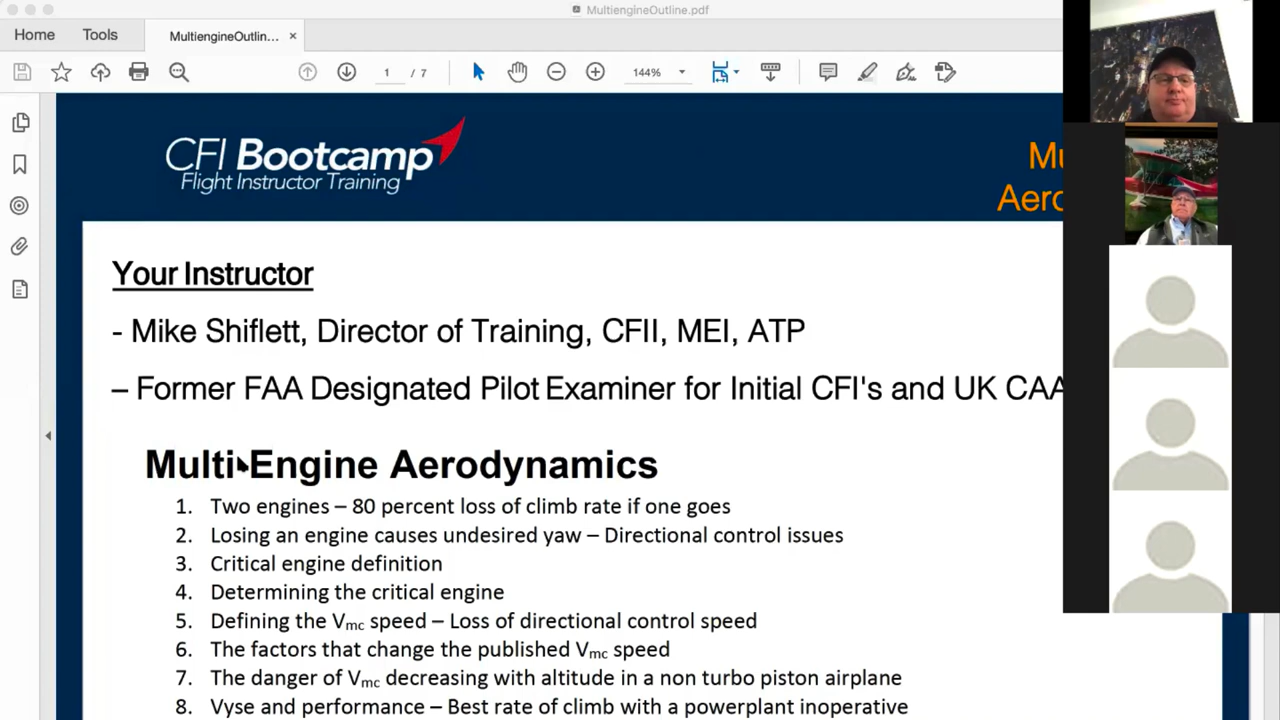 MultiengineOutline.pdf
Home Tools MultiengineOutlin... ×
1 / 7 144%
CFI Bootcamp
Flight Instructor Training
Mu
Aero
Your Instructor
- Mike Shiflett, Director of Training, CFII, MEI, ATP
– Former FAA Designated Pilot Examiner for Initial CFI's and UK CAA
Multi-Engine Aerodynamics
1. Two engines – 80 percent loss of climb rate if one goes
2. Losing an engine causes undesired yaw – Directional control issues
3. Critical engine definition
4. Determining the critical engine
5. Defining the Vmc speed – Loss of directional control speed
6. The factors that change the published Vmc speed
7. The danger of Vmc decreasing with altitude in a non turbo piston airplane
8. Vyse and performance – Best rate of climb with a powerplant inoperative